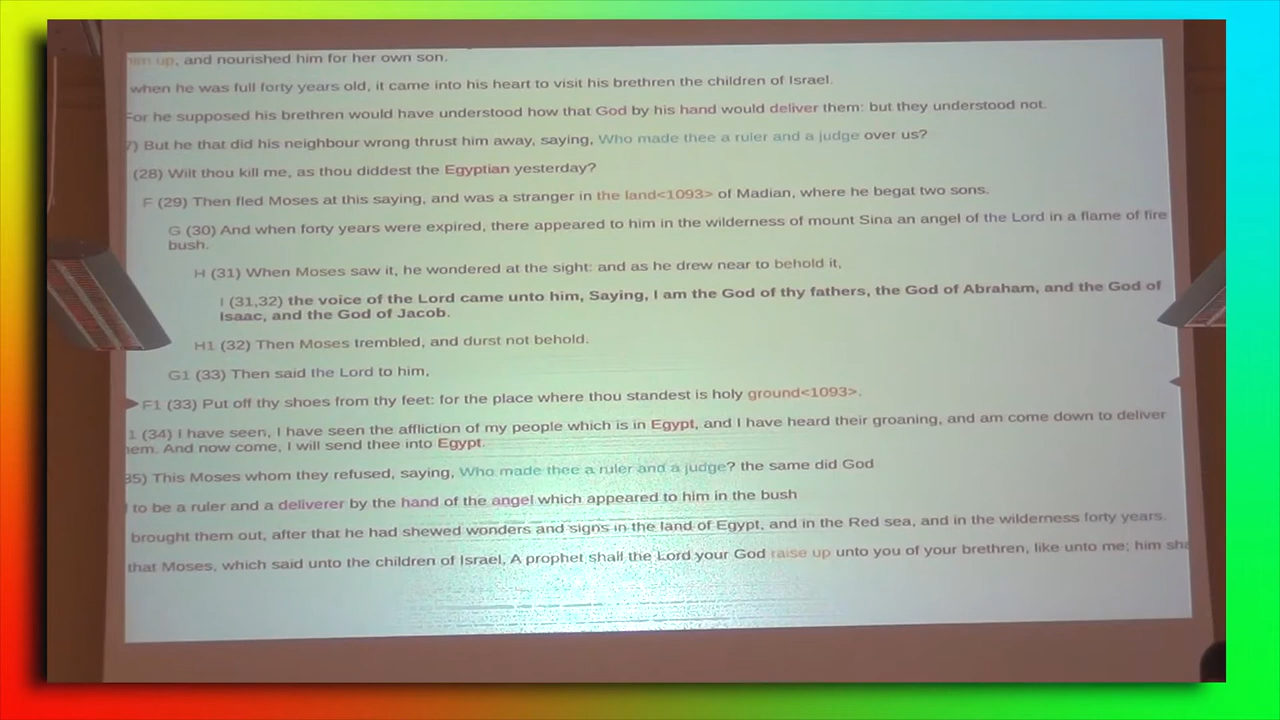 him up, and nourished him for her own son.
when he was full forty years old, it came into his heart to visit his brethren the children of Israel.
For he supposed his brethren would have understood how that God by his hand would deliver them: but they understood not.
7) But he that did his neighbour wrong thrust him away, saying, Who made thee a ruler and a judge over us?
(28) Wilt thou kill me, as thou diddest the Egyptian yesterday?
F (29) Then fled Moses at this saying, and was a stranger in the land<1093> of Madian, where he begat two sons.
G (30) And when forty years were expired, there appeared to him in the wilderness of mount Sina an angel of the Lord in a flame of fire
bush.
H (31) When Moses saw it, he wondered at the sight: and as he drew near to behold it,
I (31,32) the voice of the Lord came unto him, Saying, I am the God of thy fathers, the God of Abraham, and the God of
Isaac, and the God of Jacob.
H1 (32) Then Moses trembled, and durst not behold.
G1 (33) Then said the Lord to him,
F1 (33) Put off thy shoes from thy feet: for the place where thou standest is holy ground<1093>.
1 (34) I have seen, I have seen the affliction of my people which is in Egypt, and I have heard their groaning, and am come down to deliver
hem. And now come, I will send thee into Egypt.
35) This Moses whom they refused, saying, Who made thee a ruler and a judge? the same did God
to be a ruler and a deliverer by the hand of the angel which appeared to him in the bush
brought them out, after that he had shewed wonders and signs in the land of Egypt, and in the Red sea, and in the wilderness forty years.
that Moses, which said unto the children of Israel, A prophet shall the Lord your God raise up unto you of your brethren, like unto me; him sha